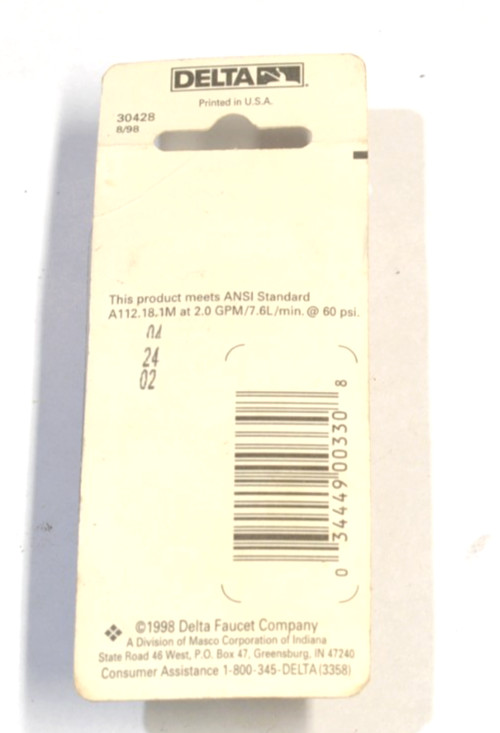 DELTA
Printed in U.S.A.
30428
8/98
This product meets ANSI Standard
A112.18.1M at 2.0 GPM/7.6L/min. @ 60 psi.
04
24
02
0 34449 00330 8
©1998 Delta Faucet Company
A Division of Masco Corporation of Indiana
State Road 46 West, P.O. Box 47, Greensburg, IN 47240
Consumer Assistance 1-800-345-DELTA (3358)